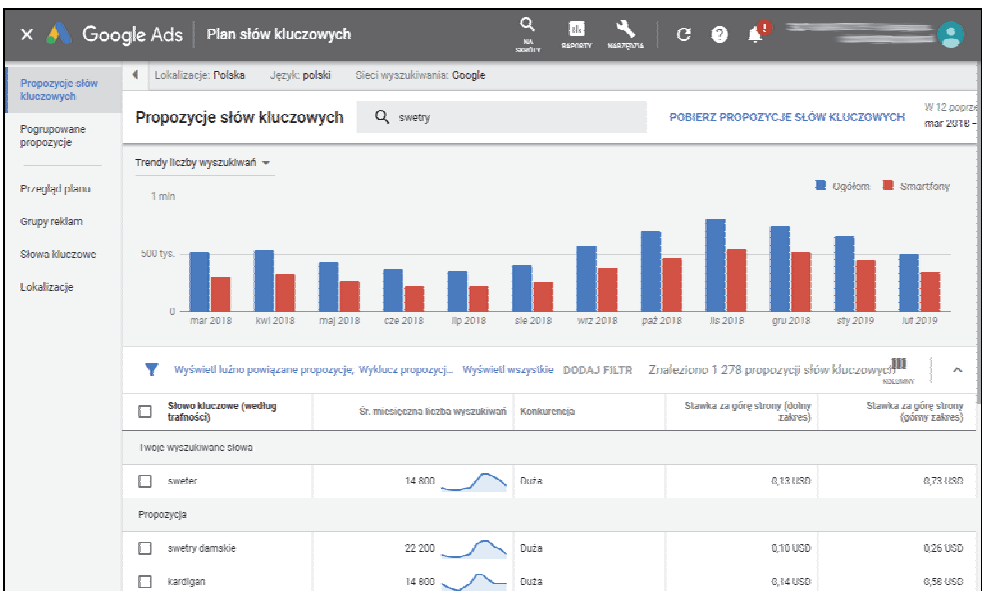 Google Ads Plan słów kluczowych
NA SKRÓTY RAPORTY NARZĘDZIA
Propozycje słów kluczowych
Pogrupowane propozycje
Przegląd planu
Grupy reklam
Słowa kluczowe
Lokalizacje
Lokalizacje: Polska Język: polski Sieci wyszukiwania: Google
Propozycje słów kluczowych swetry POBIERZ PROPOZYCJE SŁÓW KLUCZOWYCH
W 12 poprze
mar 2018 -
Trendy liczby wyszukiwań
Ogółem Smartfony
1 mln
500 tys.
0
mar 2018 kwi 2018 maj 2018 cze 2018 lip 2018 sie 2018 wrz 2018 paź 2018 lis 2018 gru 2018 sty 2019 lut 2019
Wyświetl luźno powiązane propozycje; Wyklucz propozycj... Wyświetl wszystkie DODAJ FILTR Znaleziono 1 278 propozycji słów kluczowych KOLUMNY
Słowo kluczowe (według trafności) Śr. miesięczna liczba wyszukiwań Konkurencja Stawka za górę strony (dolny zakres) Stawka za górę strony (górny zakres)
Twoje wyszukiwane słowa
sweter 14 800 Duża 0,13 USD 0,73 USD
Propozycja
swetry damskie 22 200 Duża 0,10 USD 0,26 USD
kardigan 14 800 Duża 0,14 USD 0,58 USD